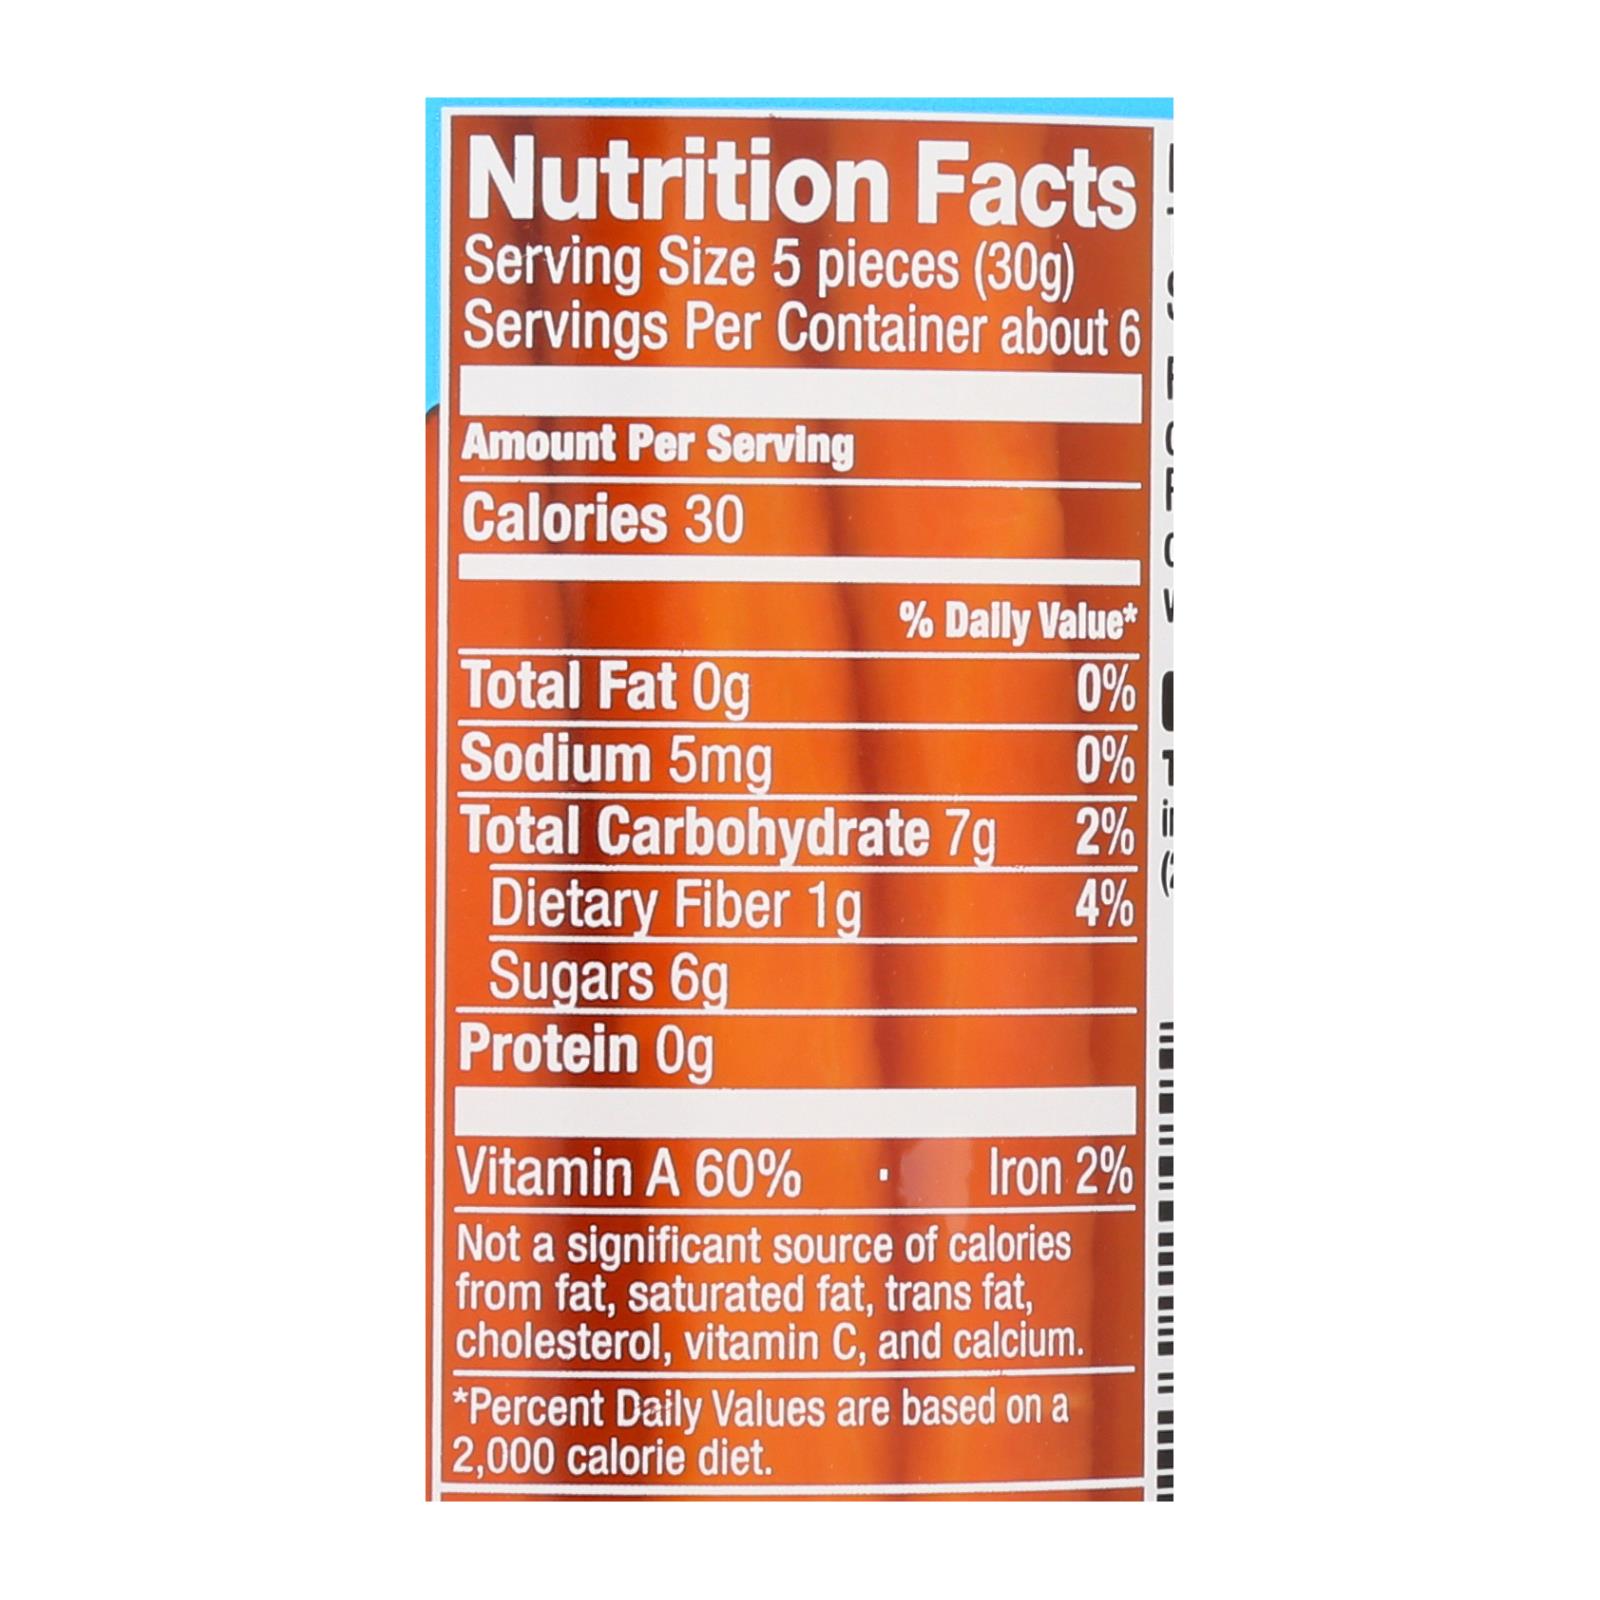 Nutrition Facts
Serving Size 5 pieces (30g)
Servings Per Container about 6
Amount Per Serving
Calories 30
% Daily Value*
Total Fat 0g 0%
Sodium 5mg 0%
Total Carbohydrate 7g 2%
Dietary Fiber 1g 4%
Sugars 6g
Protein 0g
Vitamin A 60% · Iron 2%
Not a significant source of calories
from fat, saturated fat, trans fat,
cholesterol, vitamin C, and calcium.
*Percent Daily Values are based on a
2,000 calorie diet.